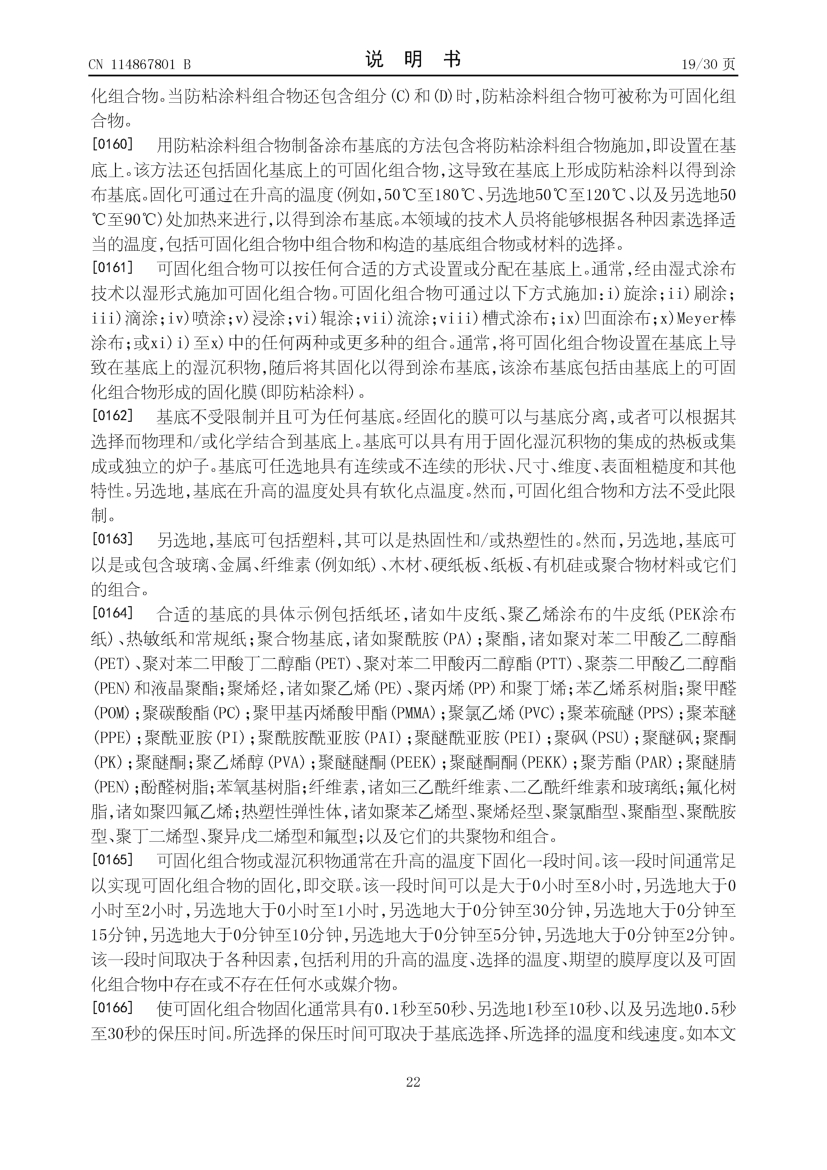 CN 114867801 B
说 明 书
19/30 页
化组合物。当防粘涂料组合物还包含组分(C)和(D)时,防粘涂料组合物可被称为可固化组
合物。
[0160] 用防粘涂料组合物制备涂布基底的方法包含将防粘涂料组合物施加,即设置在基
底上。该方法还包括固化基底上的可固化组合物,这导致在基底上形成防粘涂料以得到涂
布基底。固化可通过在升高的温度(例如,50℃至180℃、另选地50℃至120℃、以及另选地50
℃至90℃)处加热来进行,以得到涂布基底。本领域的技术人员将能够根据各种因素选择适
当的温度,包括可固化组合物中组合物和构造的基底组合物或材料的选择。
[0161] 可固化组合物可以按任何合适的方式设置或分配在基底上。通常,经由湿式涂布
技术以湿形式施加可固化组合物。可固化组合物可通过以下方式施加:i)旋涂;ii)刷涂;
iii)滴涂;iv)喷涂;v)浸涂;vi)辊涂;vii)流涂;viii)槽式涂布;ix)凹面涂布;x)Meyer棒
涂布;或xi)i)至x)中的任何两种或更多种的组合。通常,将可固化组合物设置在基底上导
致在基底上的湿沉积物,随后将其固化以得到涂布基底,该涂布基底包括由基底上的可固
化组合物形成的固化膜(即防粘涂料)。
[0162] 基底不受限制并且可为任何基底。经固化的膜可以与基底分离,或者可以根据其
选择而物理和/或化学结合到基底上。基底可以具有用于固化湿沉积物的集成的热板或集
成或独立的炉子。基底可任选地具有连续或不连续的形状、尺寸、维度、表面粗糙度和其他
特性。另选地,基底在升高的温度处具有软化点温度。然而,可固化组合物和方法不受此限
制。
[0163] 另选地,基底可包括塑料,其可以是热固性和/或热塑性的。然而,另选地,基底可
以是或包含玻璃、金属、纤维素(例如纸)、木材、硬纸板、纸板、有机硅或聚合物材料或它们
的组合。
[0164] 合适的基底的具体示例包括纸坯,诸如牛皮纸、聚乙烯涂布的牛皮纸(PEK涂布
纸)、热敏纸和常规纸;聚合物基底,诸如聚酰胺(PA);聚酯,诸如聚对苯二甲酸乙二醇酯
(PET)、聚对苯二甲酸丁二醇酯(PET)、聚对苯二甲酸丙二醇酯(PTT)、聚萘二甲酸乙二醇酯
(PEN)和液晶聚酯;聚烯烃,诸如聚乙烯(PE)、聚丙烯(PP)和聚丁烯;苯乙烯系树脂;聚甲醛
(POM);聚碳酸酯(PC);聚甲基丙烯酸甲酯(PMMA);聚氯乙烯(PVC);聚苯硫醚(PPS);聚苯醚
(PPE);聚酰亚胺(PI);聚酰胺酰亚胺(PAI);聚醚酰亚胺(PEI);聚砜(PSU);聚醚砜;聚酮
(PK);聚醚酮;聚乙烯醇(PVA);聚醚醚酮(PEEK);聚醚酮酮(PEKK);聚芳酯(PAR);聚醚腈
(PEN);酚醛树脂;苯氧基树脂;纤维素,诸如三乙酰纤维素、二乙酰纤维素和玻璃纸;氟化树
脂,诸如聚四氟乙烯;热塑性弹性体,诸如聚苯乙烯型、聚烯烃型、聚氯酯型、聚酯型、聚酰胺
型、聚丁二烯型、聚异戊二烯型和氟型;以及它们的共聚物和组合。
[0165] 可固化组合物或湿沉积物通常在升高的温度下固化一段时间。该一段时间通常足
以实现可固化组合物的固化,即交联。该一段时间可以是大于0小时至8小时,另选地大于0
小时至2小时,另选地大于0小时至1小时,另选地大于0分钟至30分钟,另选地大于0分钟至
15分钟,另选地大于0分钟至10分钟,另选地大于0分钟至5分钟,另选地大于0分钟至2分钟。
该一段时间取决于各种因素,包括利用的升高的温度、选择的温度、期望的膜厚度以及可固
化组合物中存在或不存在任何水或媒介物。
[0166] 使可固化组合物固化通常具有0.1秒至50秒、另选地1秒至10秒、以及另选地0.5秒
至30秒的保压时间。所选择的保压时间可取决于基底选择、所选择的温度和线速度。如本文
22